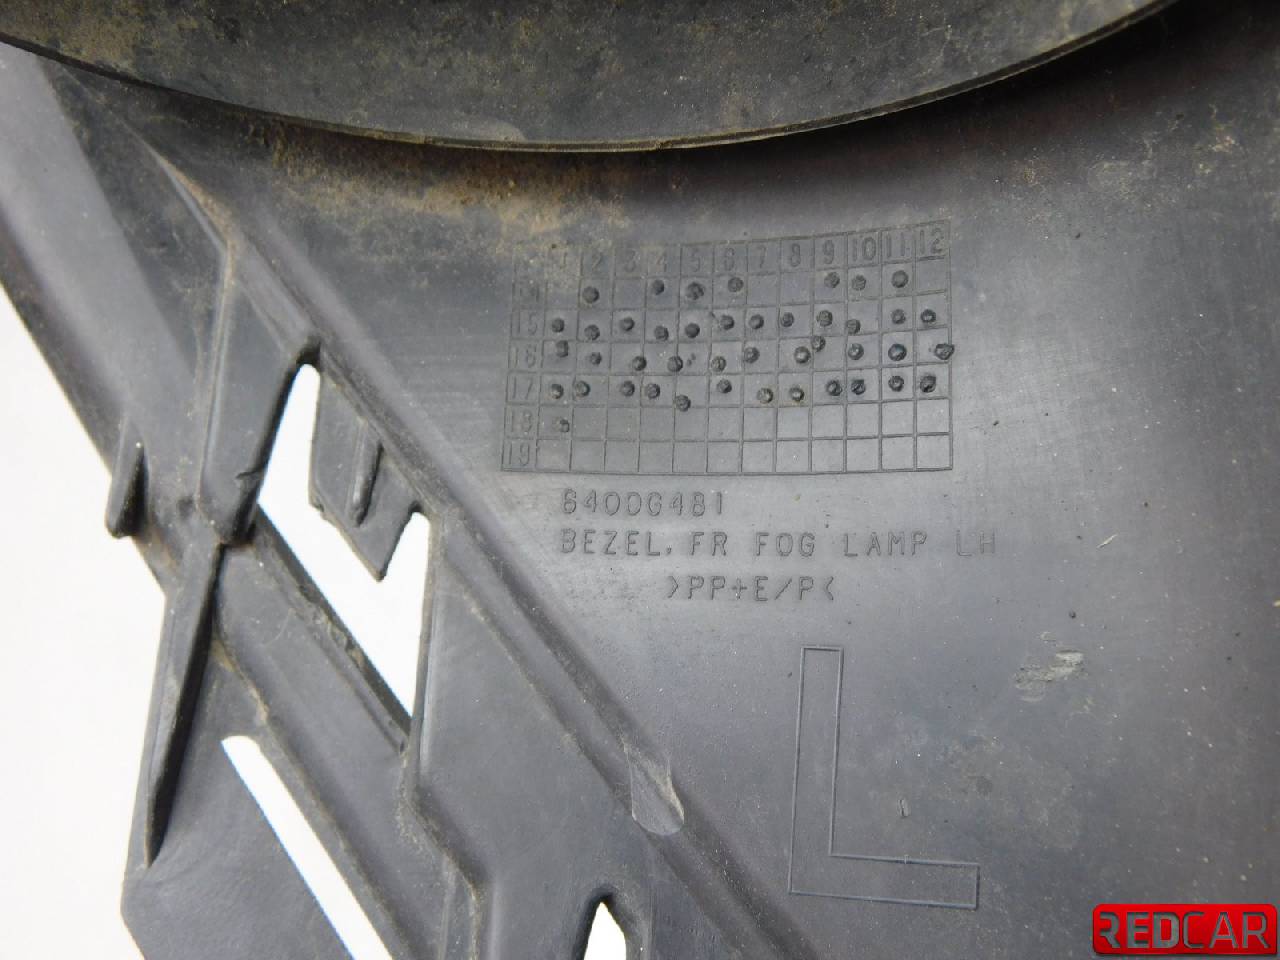 1 2 3 4 5 6 7 8 9 10 11 12
14
15
16
17
18
19
6400G481
BEZEL, FR FOG LAMP LH
>PP+E/P<
L
REDCAR